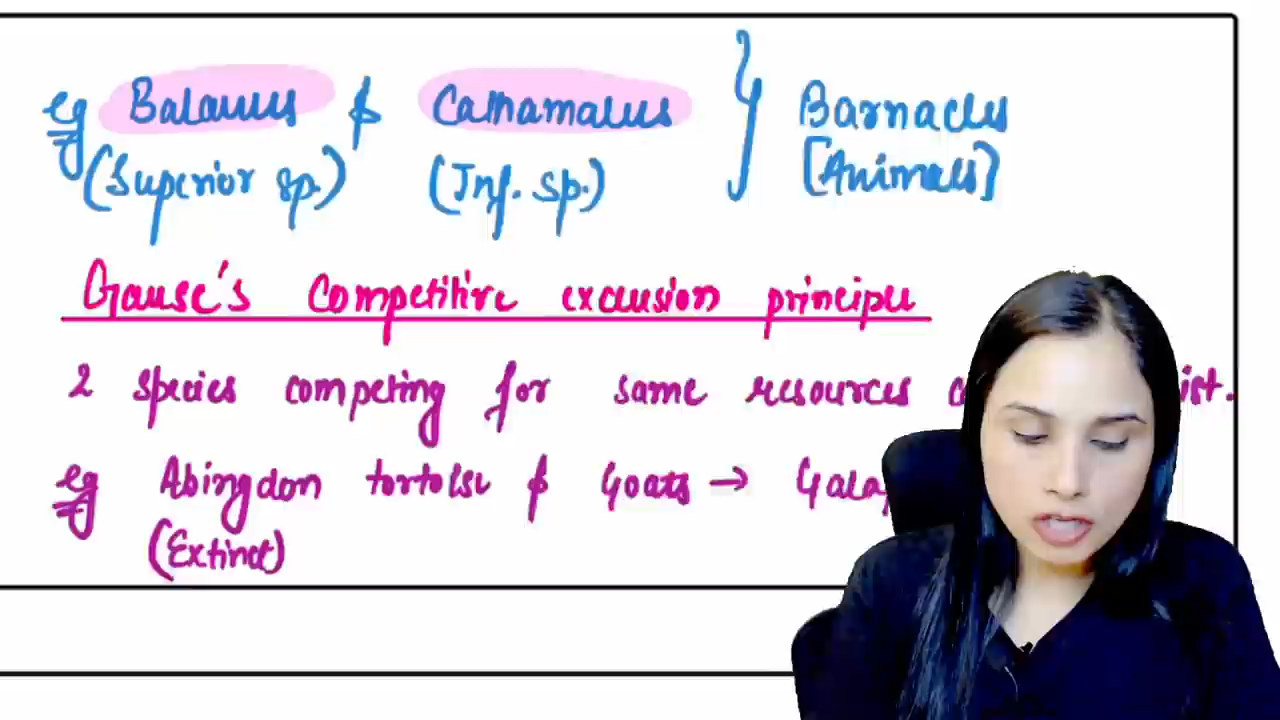 eg Balanus & Cathamalus } Barnacles
(Superior sp.) (Inf. sp.) [Animals]
Gause's Competitive exclusion principle
2 species competing for same resources
eg Abingdon tortoise & Goats →
(Extinct)